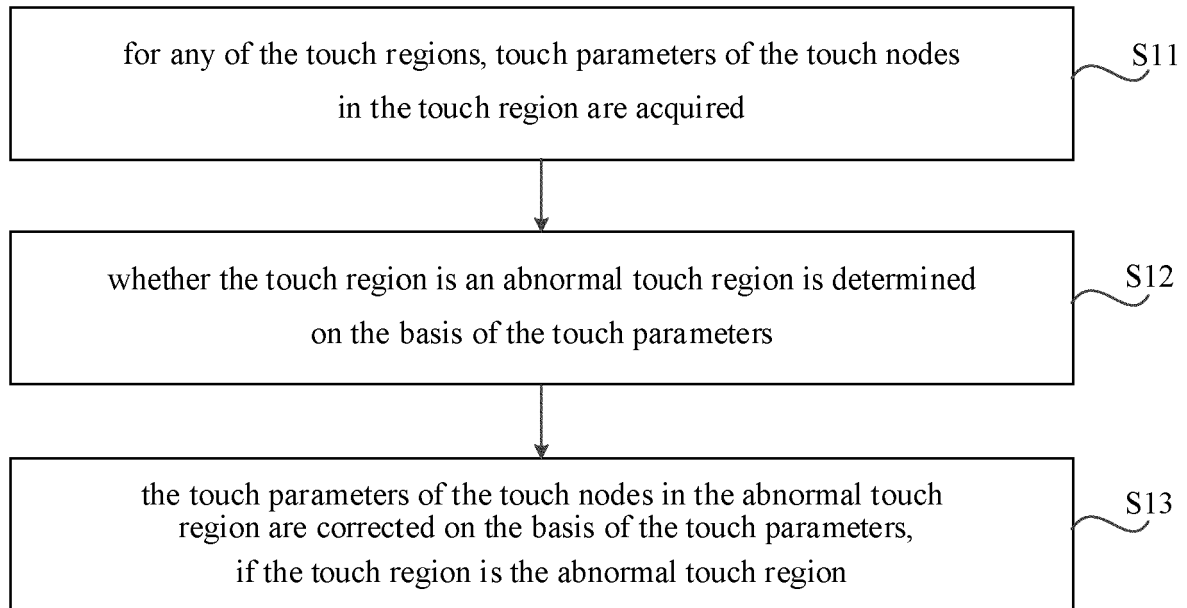 for any of the touch regions, touch parameters of the touch nodes
in the touch region are acquired
S11
whether the touch region is an abnormal touch region is determined
on the basis of the touch parameters
S12
the touch parameters of the touch nodes in the abnormal touch
region are corrected on the basis of the touch parameters,
if the touch region is the abnormal touch region
S13